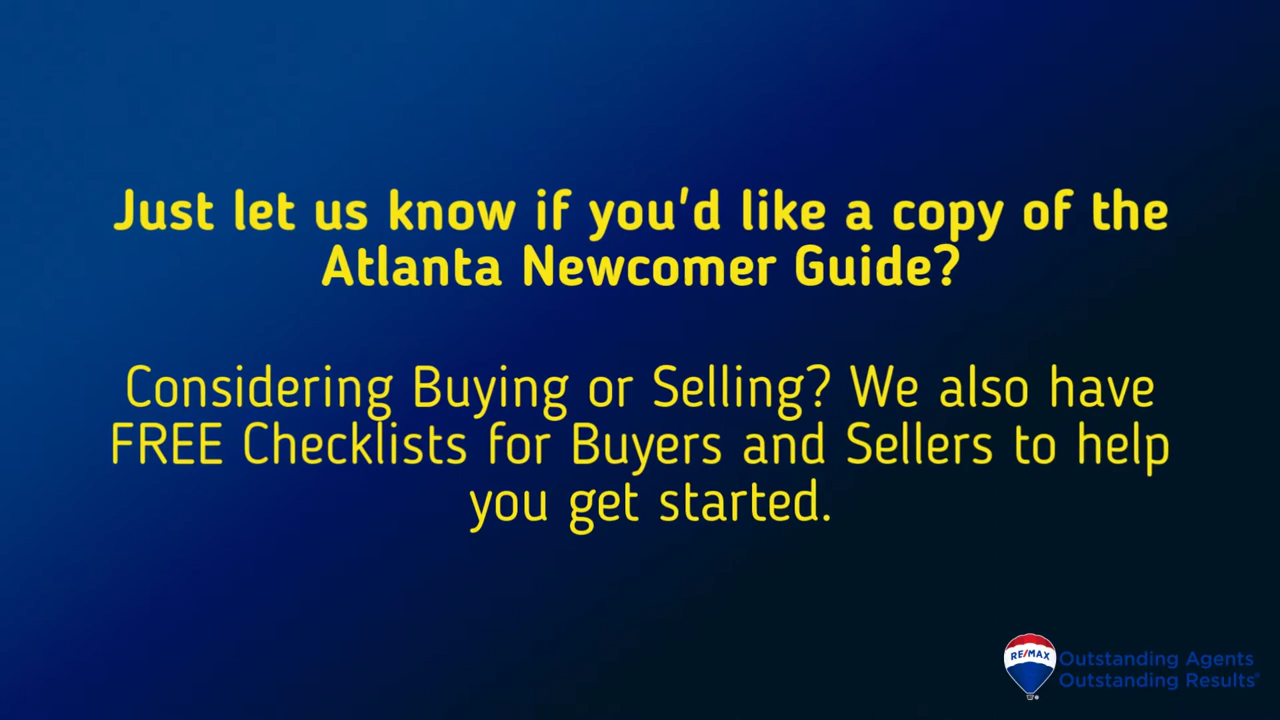 Just let us know if you'd like a copy of the
Atlanta Newcomer Guide?
Considering Buying or Selling? We also have
FREE Checklists for Buyers and Sellers to help
you get started.
RE/MAX
Outstanding Agents
Outstanding Results®